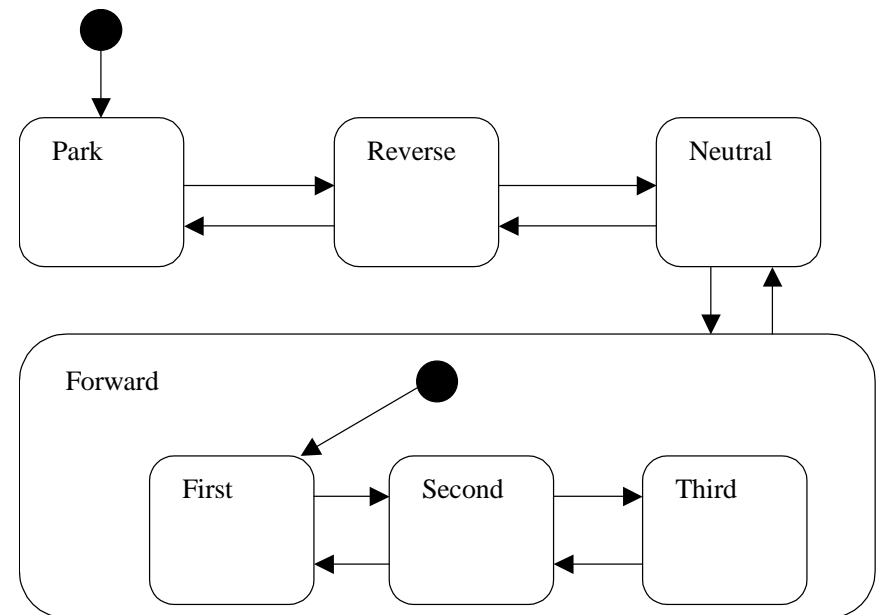 Park
Reverse
Neutral
Forward
First
Second
Third